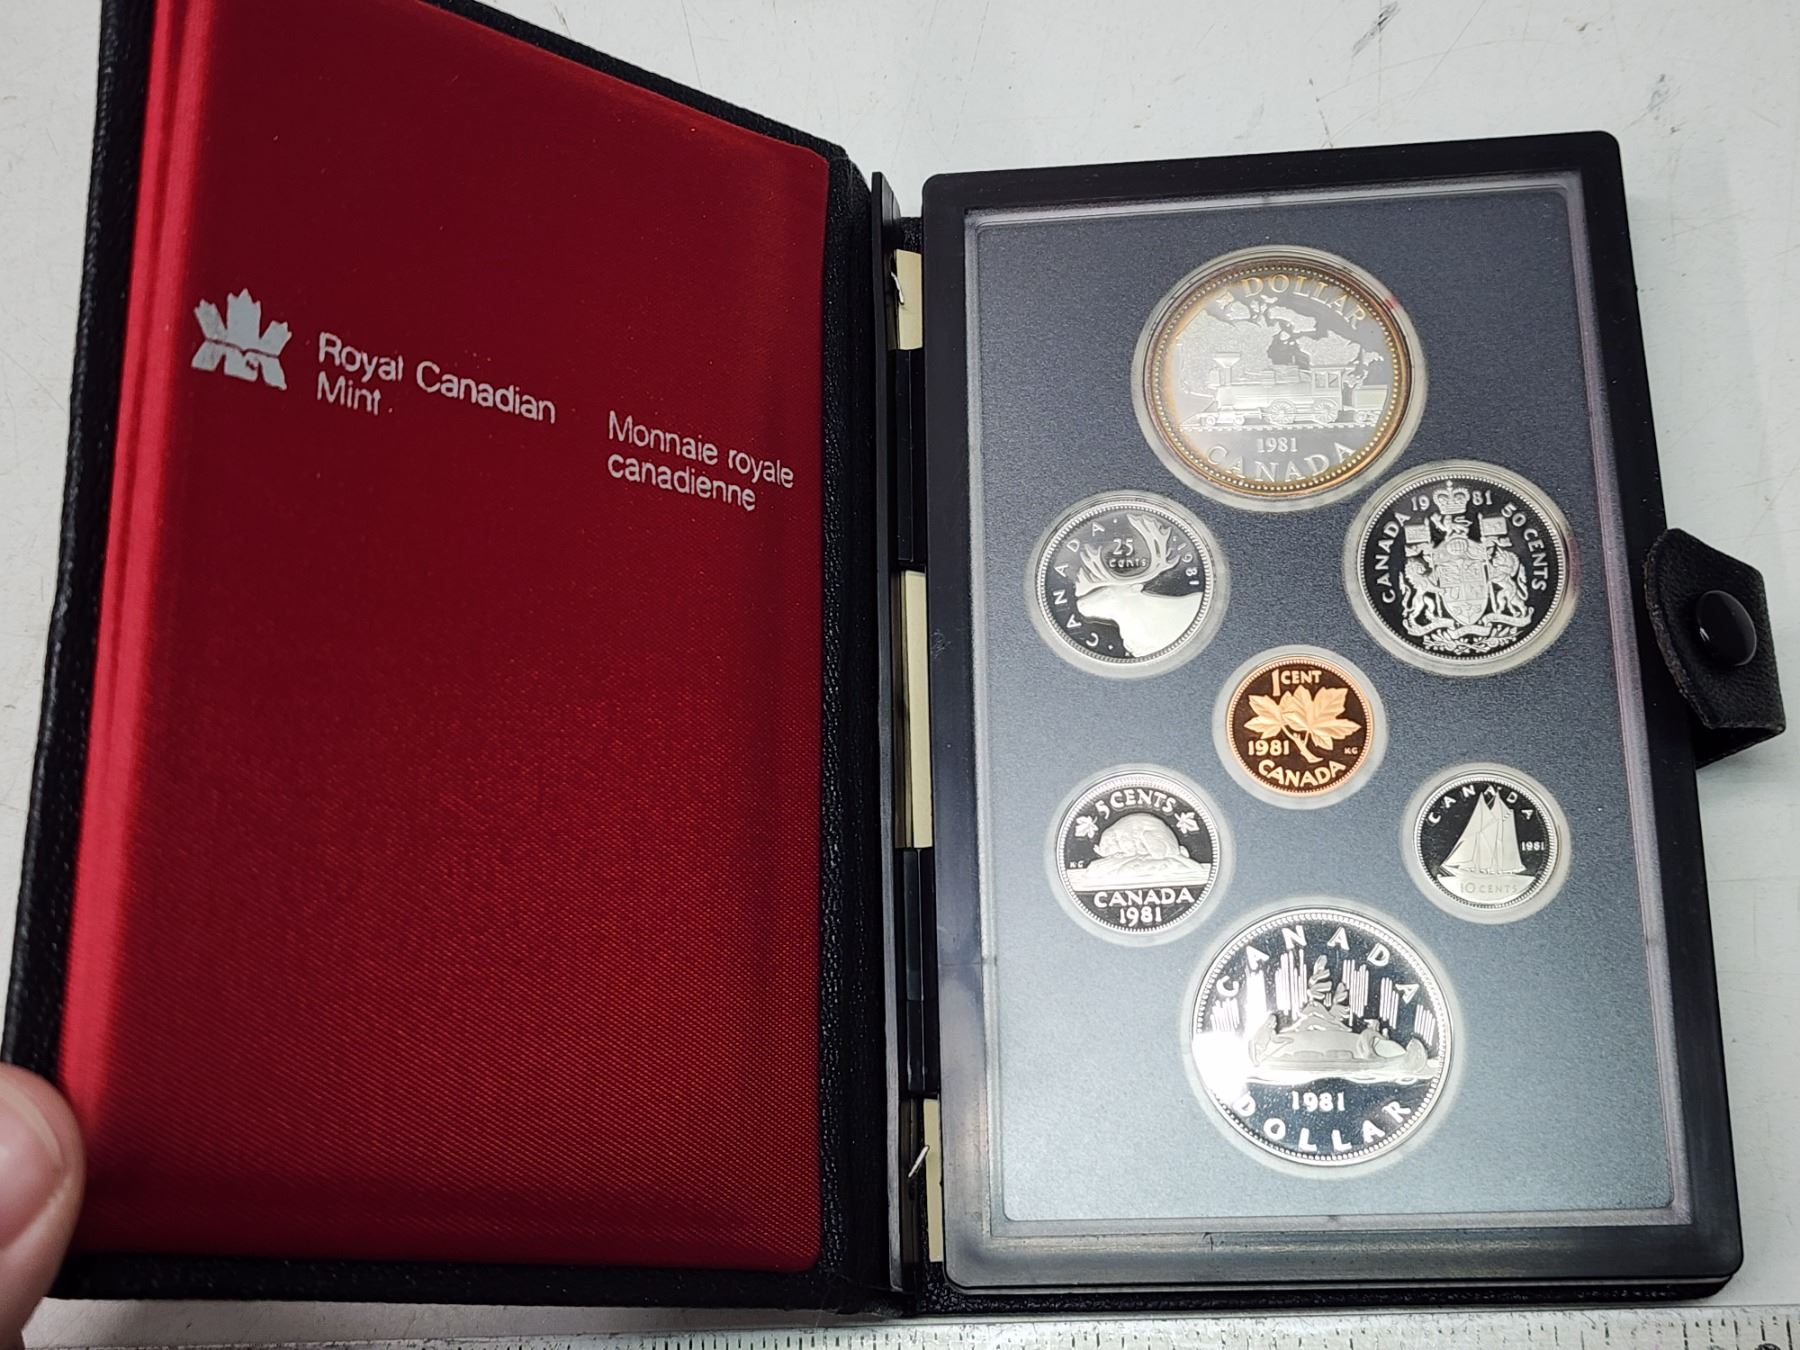 Royal Canadian
Mint
Monnaie royale
canadienne
DOLLAR
1981
CANADA
CANADA
25
cents
1981
CANADA 1981 50 CENTS
1 CENT
1981
KG
CANADA
5 CENTS
KG
CANADA
1981
CANADA
1981
10 CENTS
CANADA
1981
DOLLAR